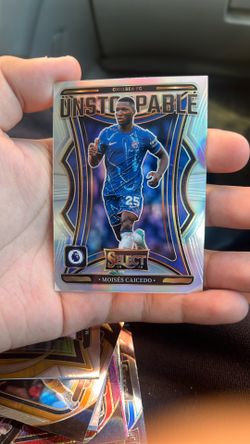 CHELSEA FC
UNSTOPPABLE
25
SELECT
• MOISÉS CAICEDO •